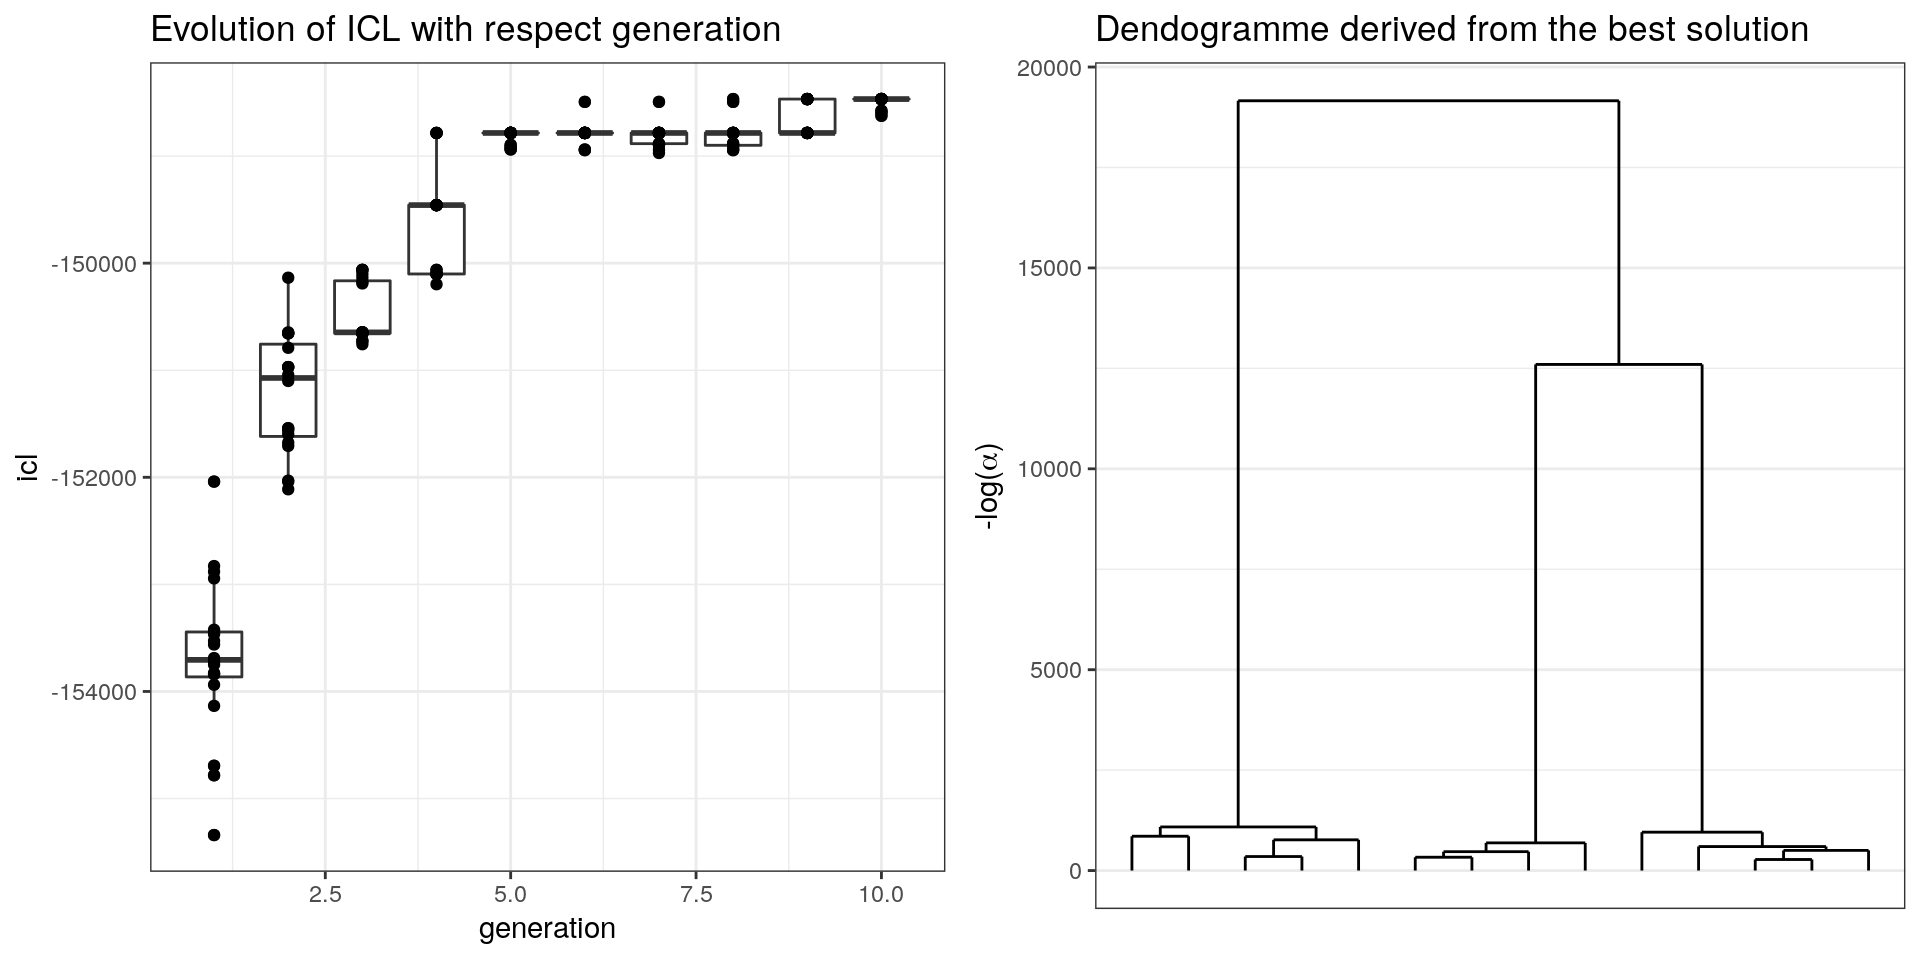 Evolution of ICL with respect generation
icl
-150000
-152000
-154000
2.5
5.0
7.5
10.0
generation
Dendogramme derived from the best solution
-log(α)
20000
15000
10000
5000
0